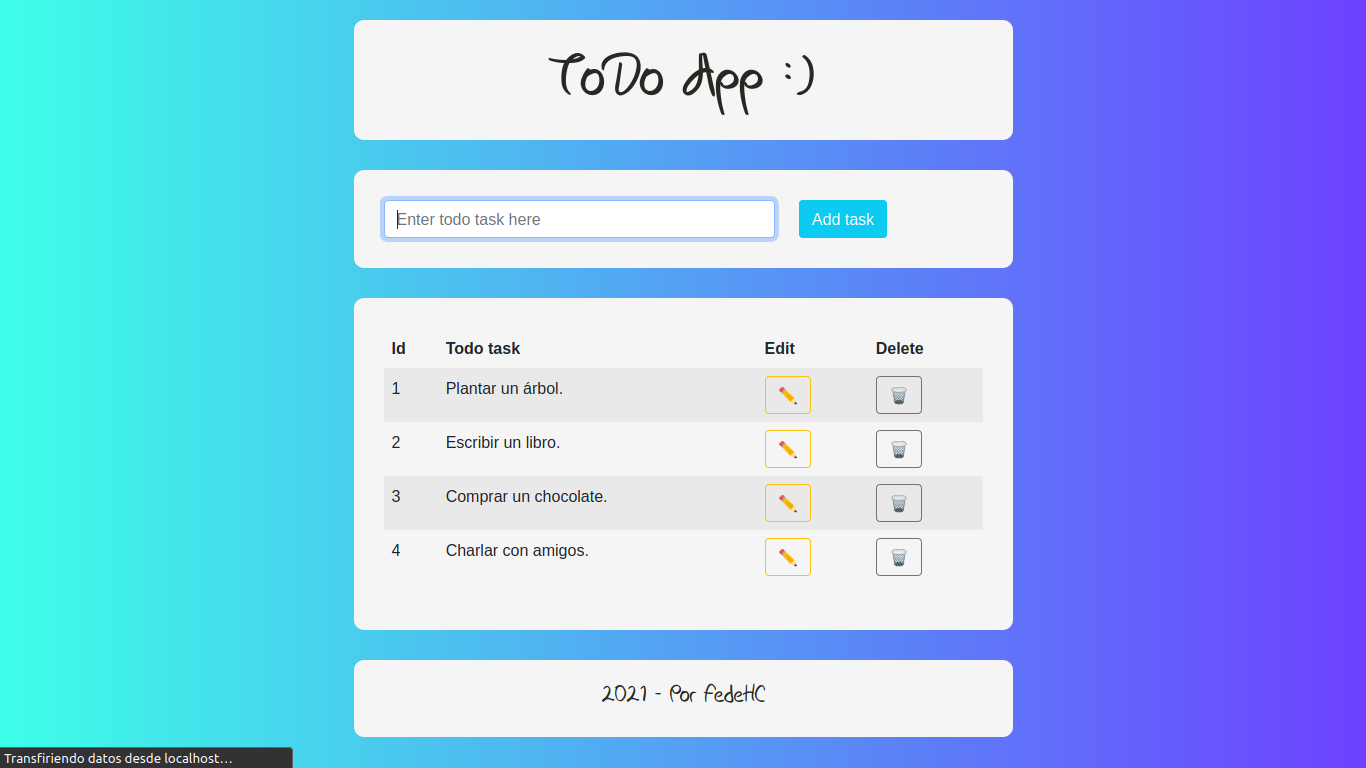 ToDo App :)
Enter todo task here
Add task
Id Todo task Edit Delete
1 Plantar un árbol.
2 Escribir un libro.
3 Comprar un chocolate.
4 Charlar con amigos.
2021 - Por FedeHC
Transfiriendo datos desde localhost…